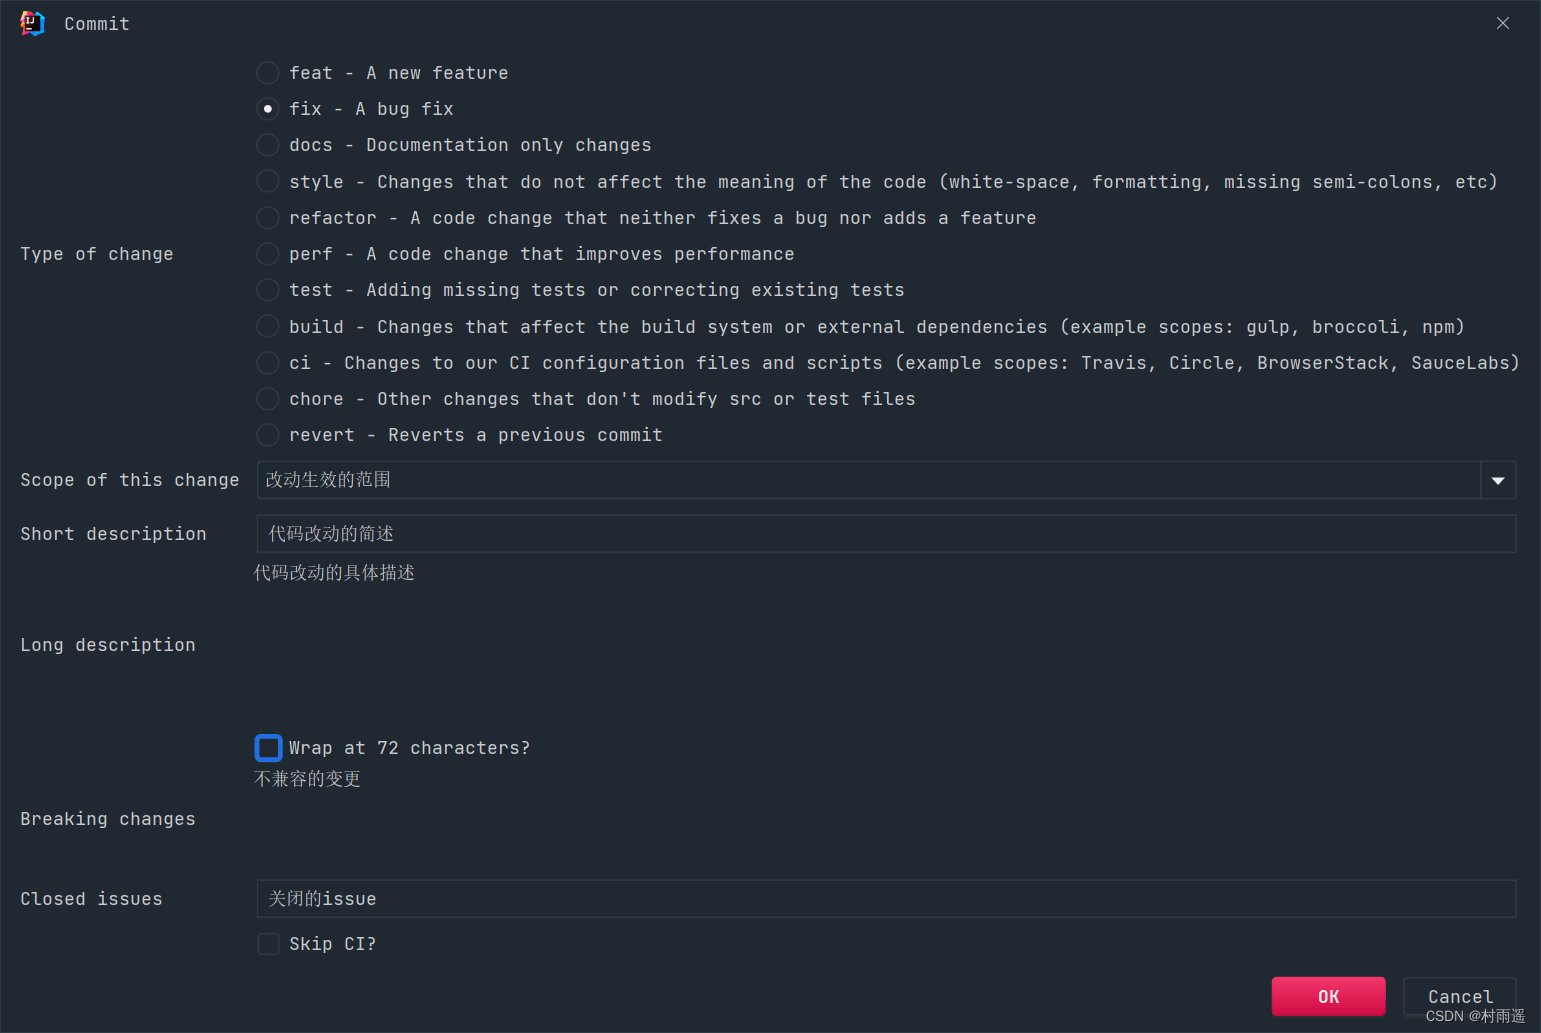 IJ
Commit
feat - A new feature
fix - A bug fix
docs - Documentation only changes
style - Changes that do not affect the meaning of the code (white-space, formatting, missing semi-colons, etc)
refactor - A code change that neither fixes a bug nor adds a feature
Type of change
perf - A code change that improves performance
test - Adding missing tests or correcting existing tests
build - Changes that affect the build system or external dependencies (example scopes: gulp, broccoli, npm)
ci - Changes to our CI configuration files and scripts (example scopes: Travis, Circle, BrowserStack, SauceLabs)
chore - Other changes that don't modify src or test files
revert - Reverts a previous commit
Scope of this change 改动生效的范围
Short description 代码改动的简述
代码改动的具体描述
Long description
Wrap at 72 characters?
不兼容的变更
Breaking changes
Closed issues 关闭的issue
Skip CI?
OK Cancel
CSDN @村雨遥